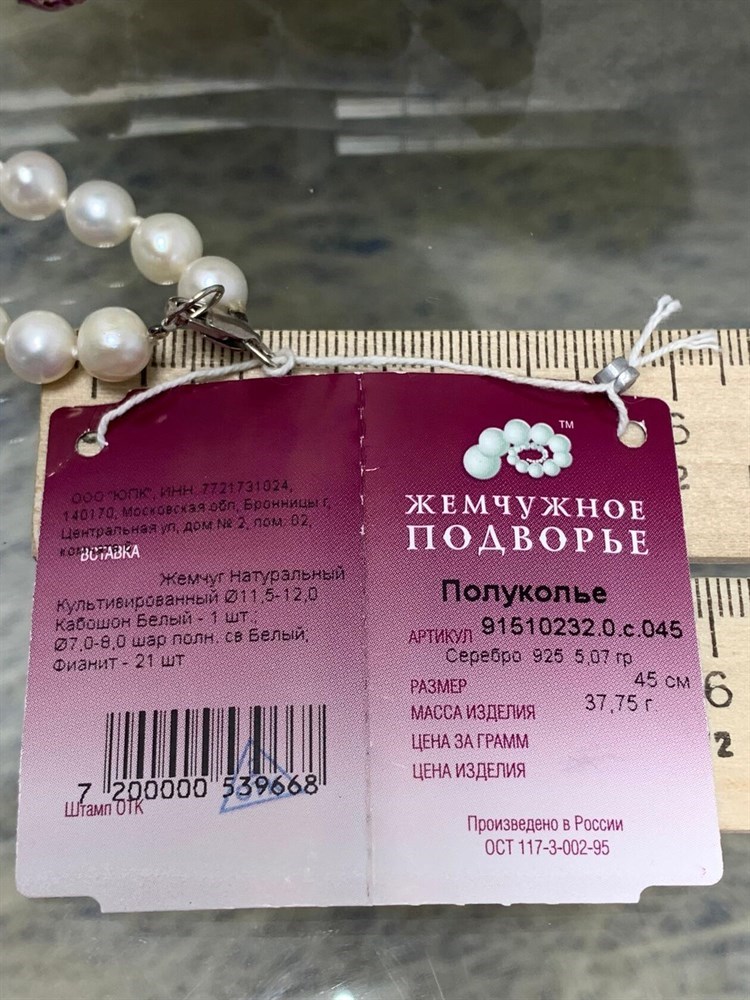 ООО "ЮПК", ИНН. 7721731024,
140170, Московская обл, Бронницы г,
Центральная ул, дом № 2, пом. 02,
ВСТАВКА
Жемчуг Натуральный
Культивированный Ø11,5-12,0
Кабошон Белый - 1 шт.;
Ø7,0-8,0 шар полн. св Белый;
Фианит - 21 шт
7 200000 539668
Штамп ОТК
TM
ЖЕМЧУЖНОЕ
ПОДВОРЬЕ
Полуколье
АРТИКУЛ 91510232.0.с.045
Серебро 925 5,07 гр
РАЗМЕР 45 см
МАССА ИЗДЕЛИЯ 37,75 г
ЦЕНА ЗА ГРАММ
ЦЕНА ИЗДЕЛИЯ
Произведено в России
ОСТ 117-3-002-95
6
2